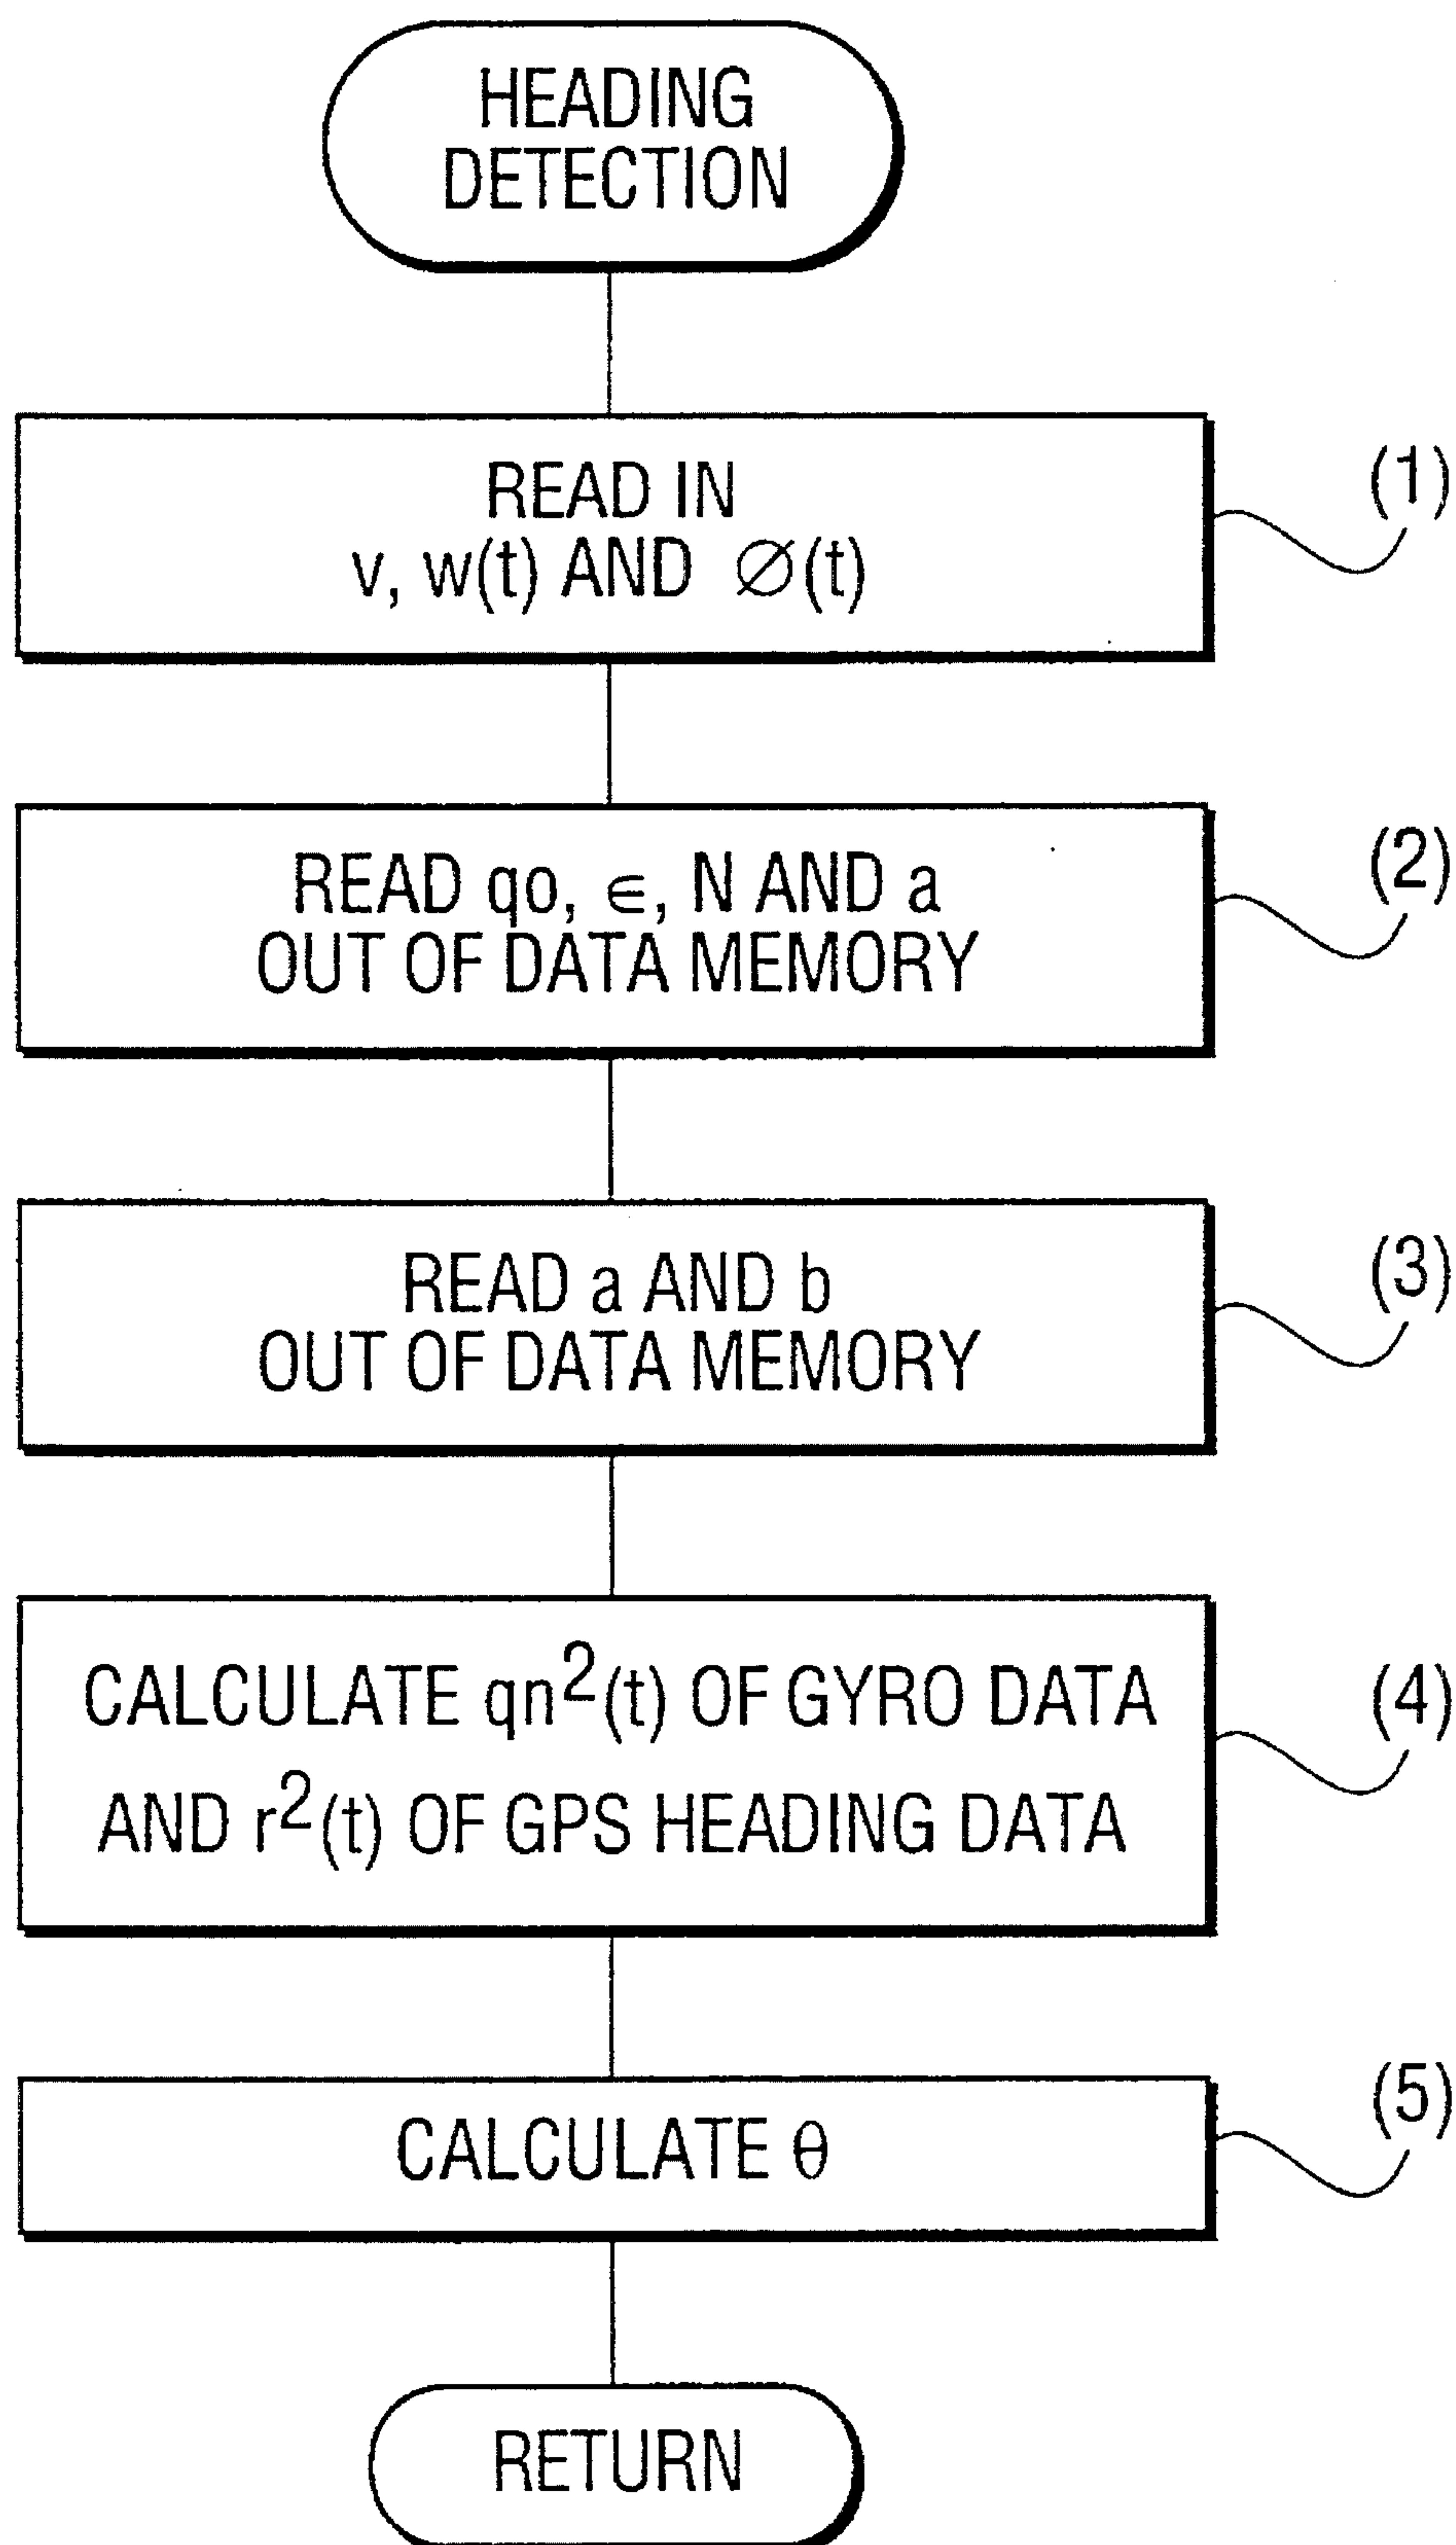 HEADING
DETECTION
READ IN
v, w(t) AND ∅(t)
(1)
READ qo, ∈, N AND a
OUT OF DATA MEMORY
(2)
READ a AND b
OUT OF DATA MEMORY
(3)
CALCULATE qn²(t) OF GYRO DATA
AND r²(t) OF GPS HEADING DATA
(4)
CALCULATE θ
(5)
RETURN